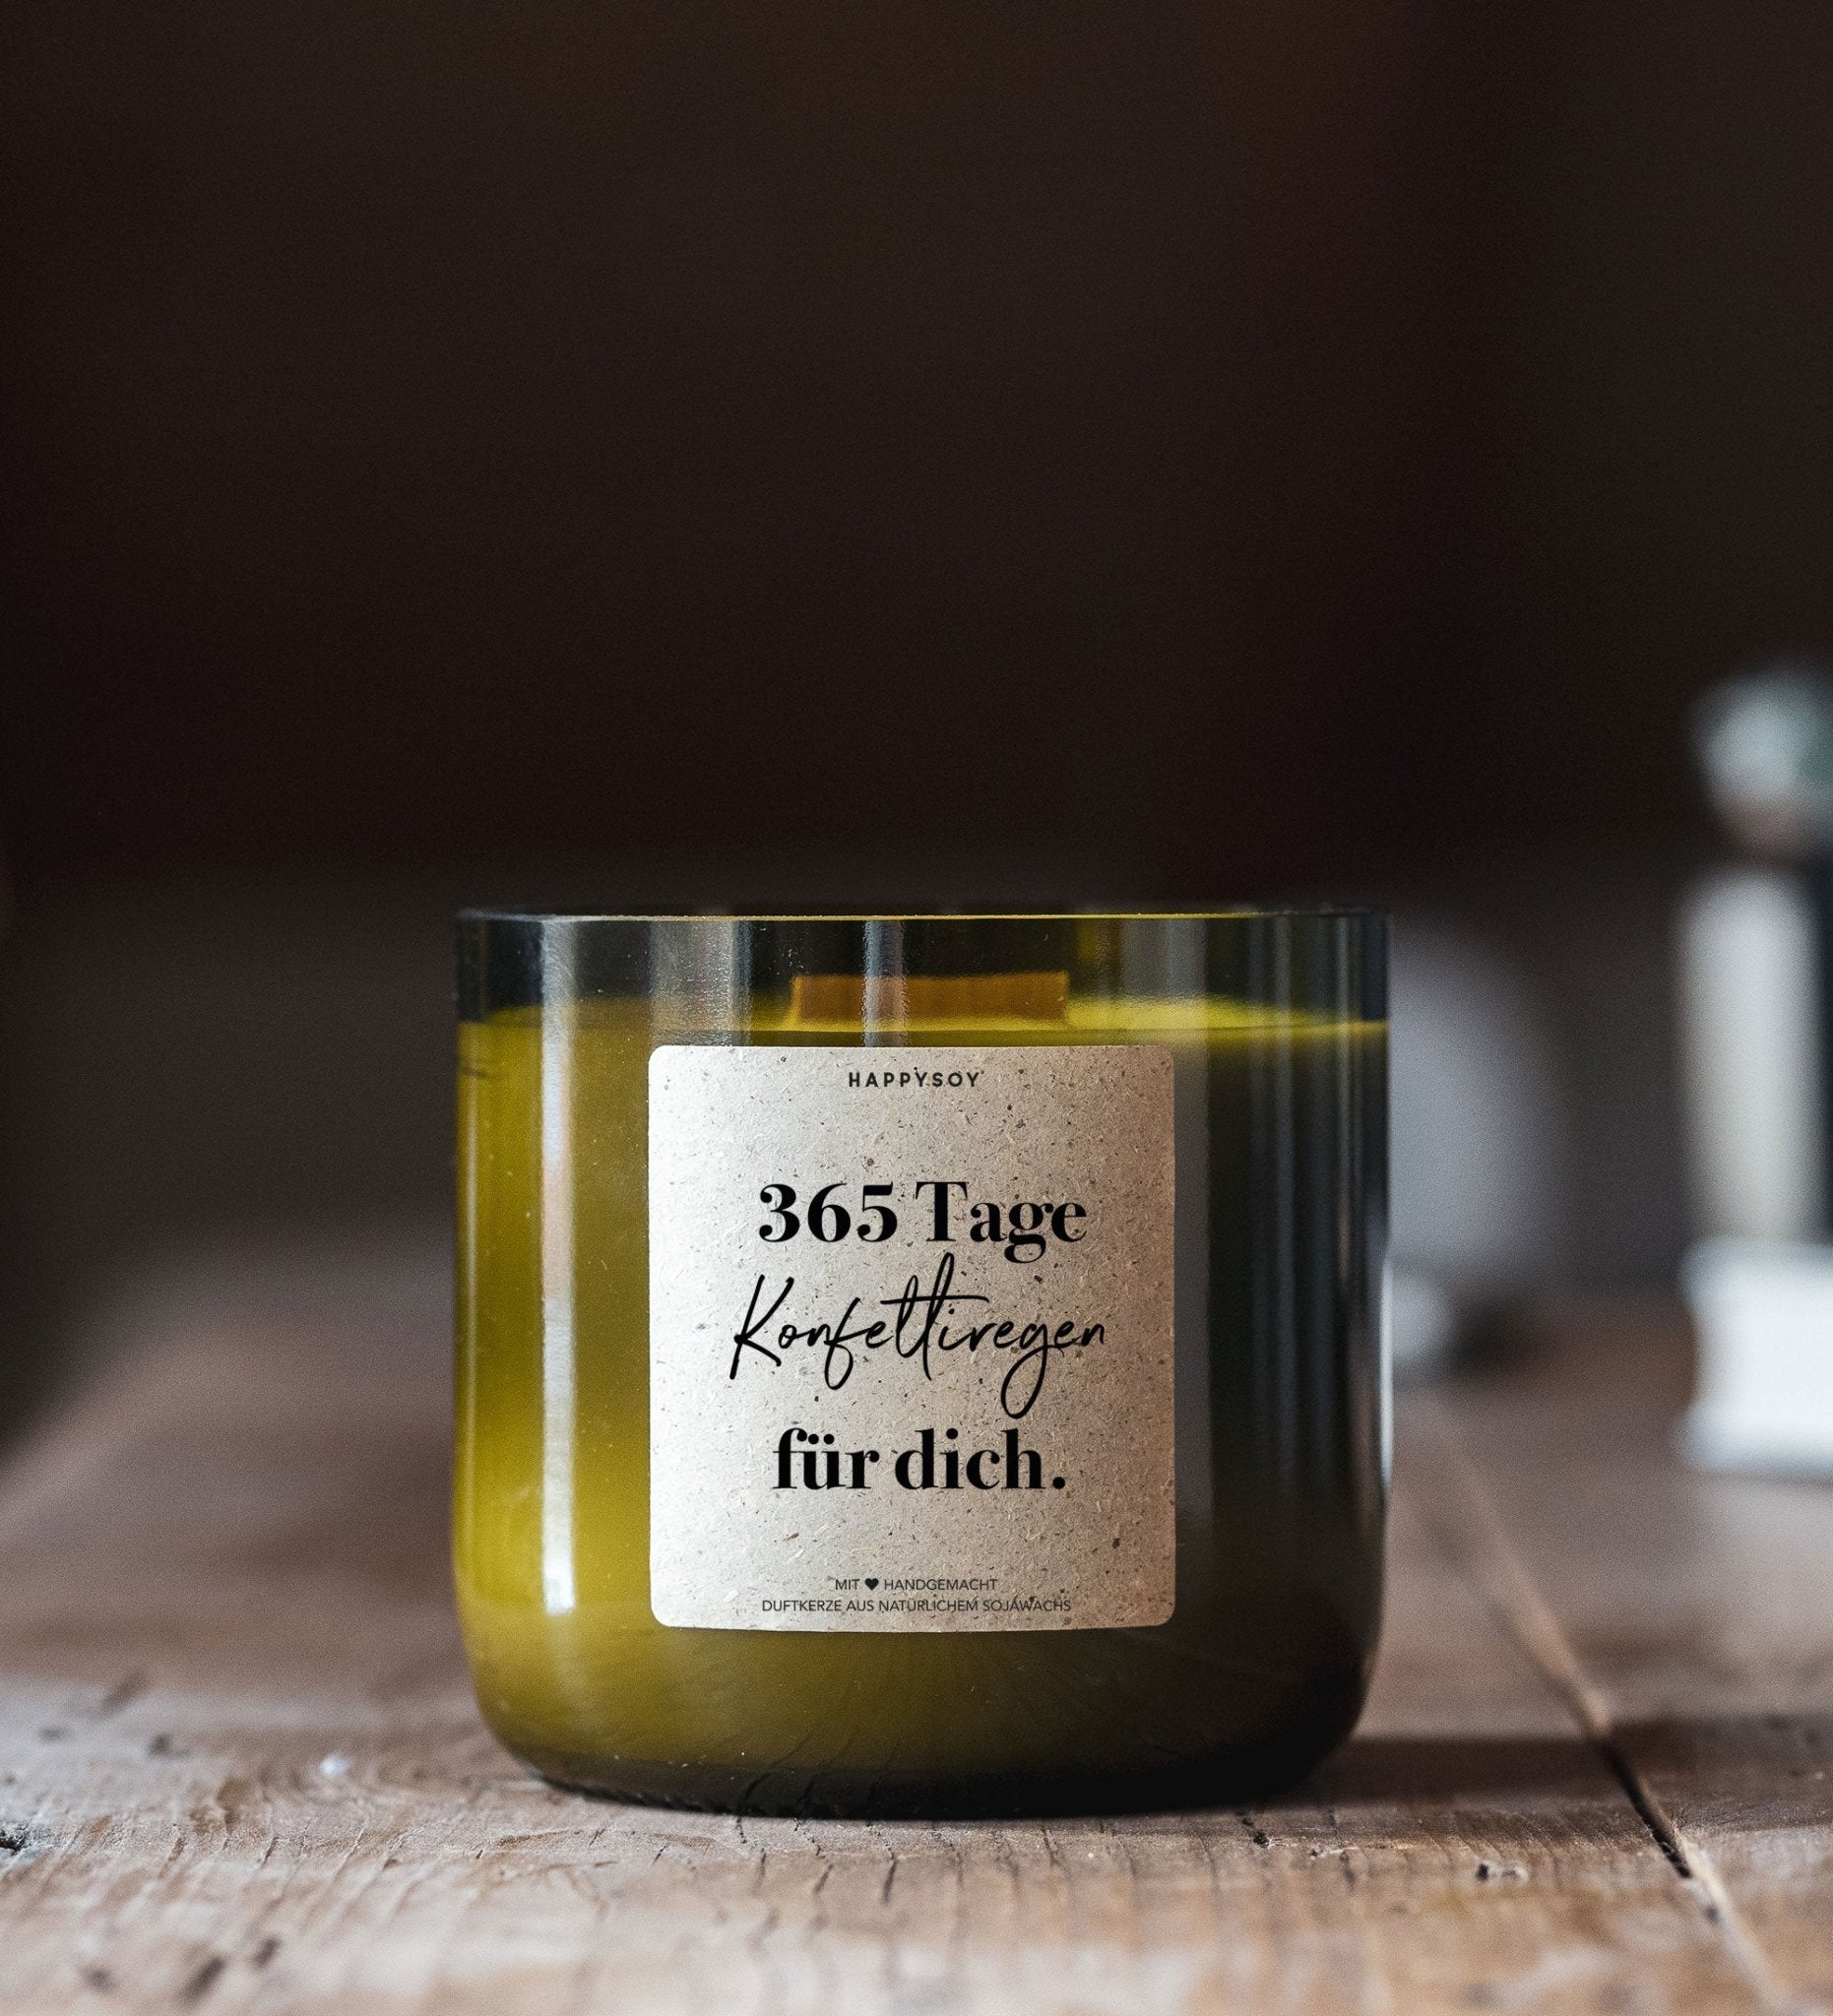 HAPPYSOY
365 Tage
Konfettiregen
für dich.
MIT ♥ HANDGEMACHT
DUFTKERZE AUS NATÜRLICHEM SOJAWACHS